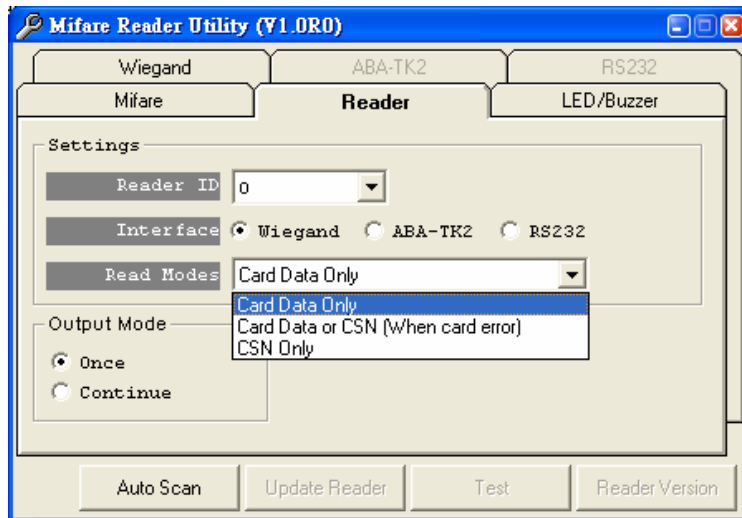 Mifare Reader Utility (V1.0R0)
Wiegand ABA-TK2 RS232
Mifare Reader LED/Buzzer
Settings
Reader ID 0
Interface Wiegand ABA-TK2 RS232
Read Modes Card Data Only
Card Data Only
Card Data or CSN (When card error)
CSN Only
Output Mode
Once
Continue
Auto Scan Update Reader Test Reader Version